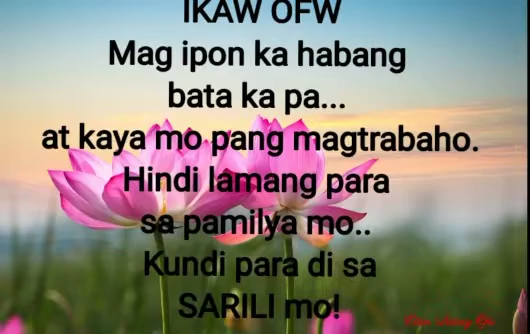 IKAW OFW
Mag ipon ka habang
bata ka pa...
at kaya mo pang magtrabaho.
Hindi lamang para
sa pamilya mo..
Kundi para di sa
SARILI mo!